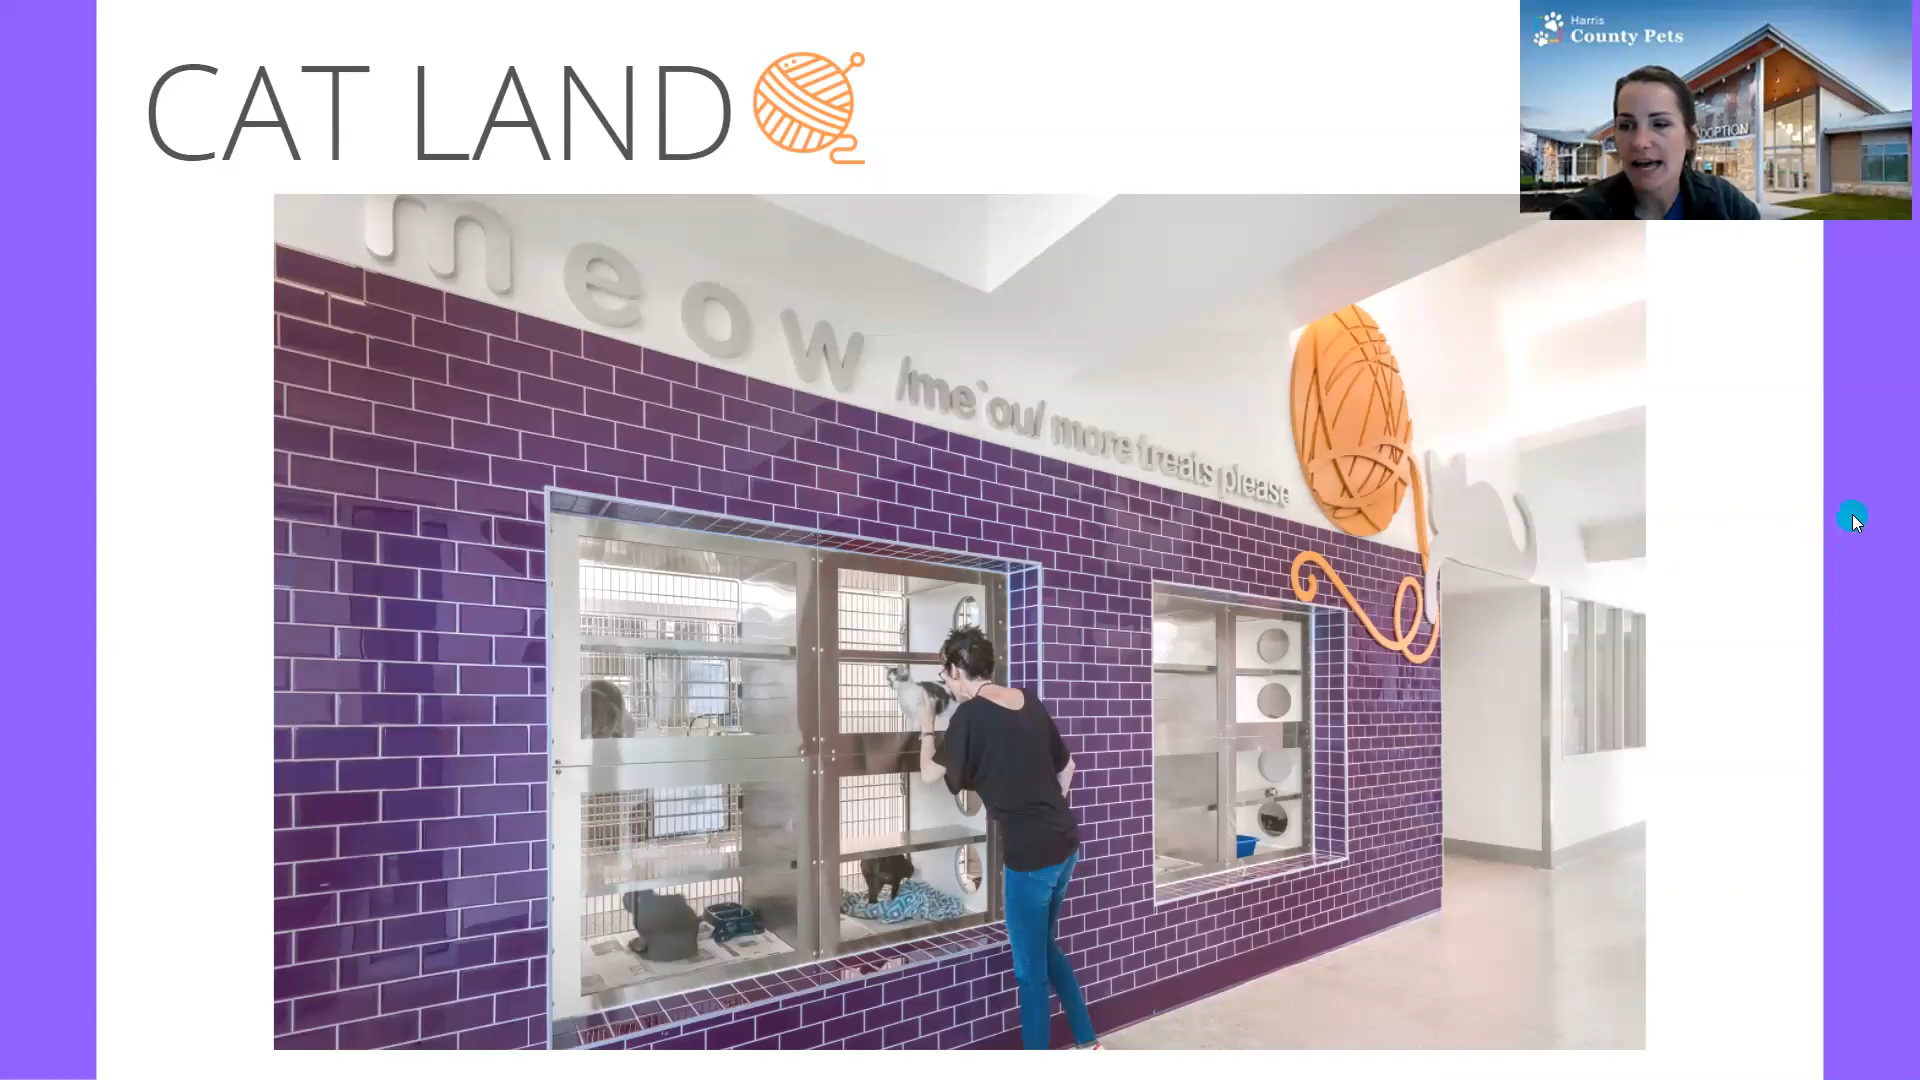 CAT LAND
Harris
County Pets
ADOPTION
meow /me`ou/ more treats please